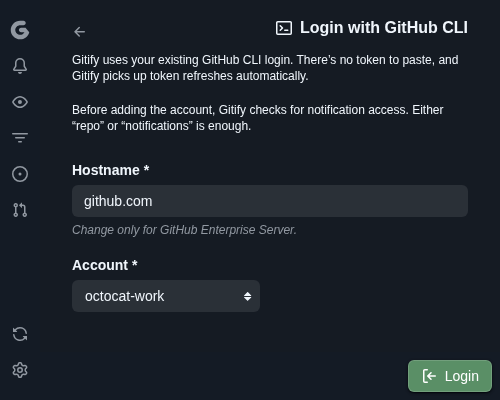 Login with GitHub CLI
Gitify uses your existing GitHub CLI login. There’s no token to paste, and
Gitify picks up token refreshes automatically.
Before adding the account, Gitify checks for notification access. Either
“repo” or “notifications” is enough.
Hostname *
github.com
Change only for GitHub Enterprise Server.
Account *
octocat-work
Login